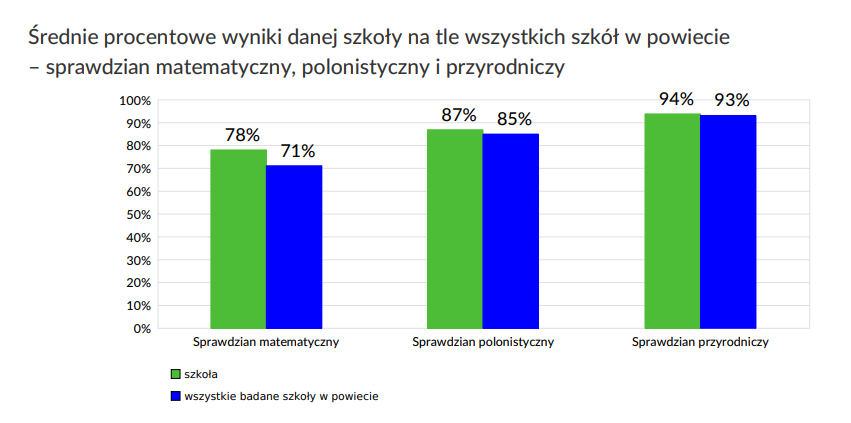 Średnie procentowe wyniki danej szkoły na tle wszystkich szkół w powiecie
– sprawdzian matematyczny, polonistyczny i przyrodniczy
100%
90%
80%
70%
60%
50%
40%
30%
20%
10%
0%
78%
71%
87%
85%
94%
93%
Sprawdzian matematyczny
Sprawdzian polonistyczny
Sprawdzian przyrodniczy
szkoła
wszystkie badane szkoły w powiecie